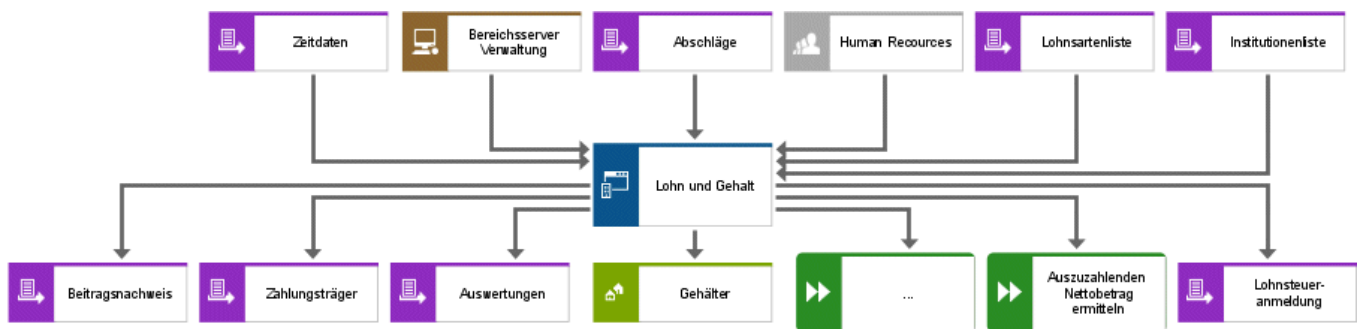 Zeitdaten
Bereichsserver
Verwaltung
Abschläge
Human Recources
Lohnsartenliste
Institutionenliste
Lohn und Gehalt
Beitragsnachweis
Zahlungsträger
Auswertungen
Gehälter
...
Auszuzahlenden
Nettobetrag
ermitteln
Lohnsteuer-
anmeldung